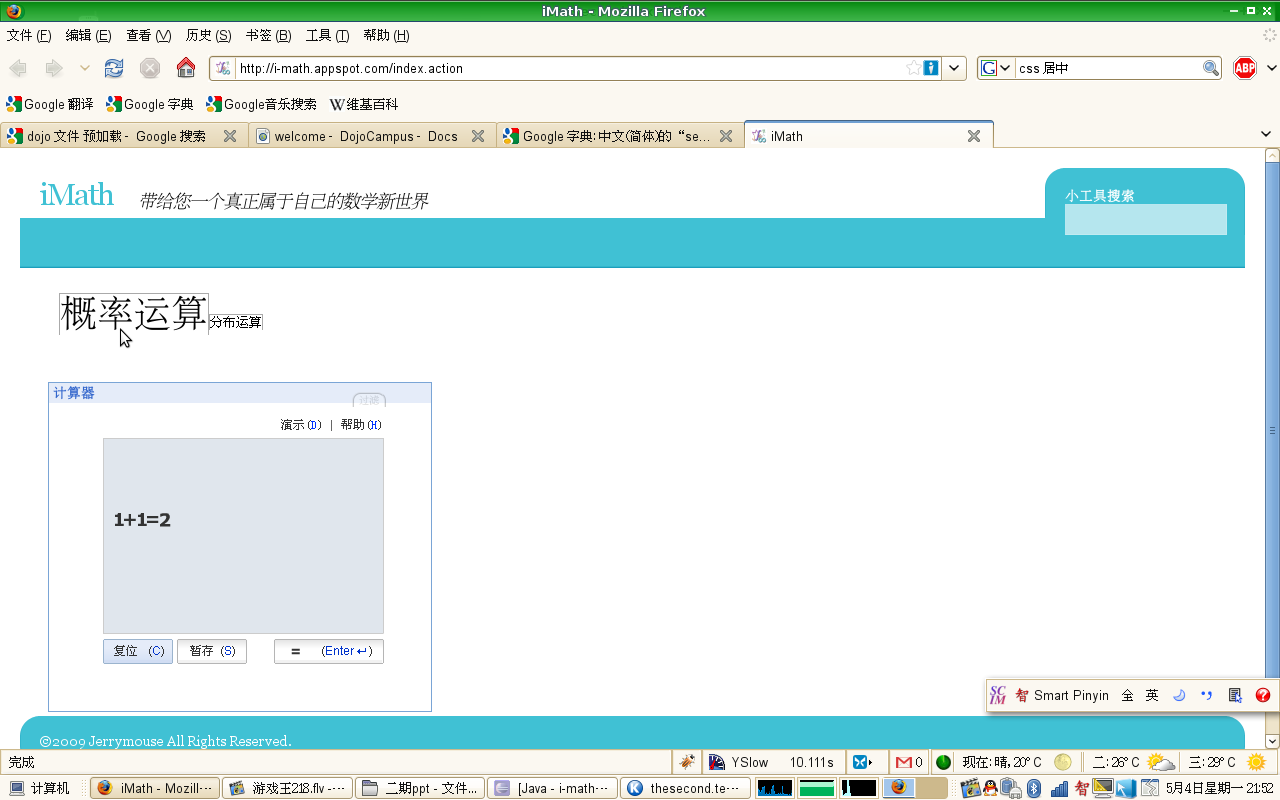 iMath - Mozilla Firefox
文件 (F) 编辑 (E) 查看 (V) 历史 (S) 书签 (B) 工具 (T) 帮助 (H)
http://i-math.appspot.com/index.action
G css 居中 ABP
Google 翻译 Google 字典 Google音乐搜索 W维基百科
dojo 文件 预加载 - Google 搜索 welcome - DojoCampus - Docs Google 字典: 中文(简体)的“se... iMath
iMath 带给您一个真正属于自己的数学新世界
小工具搜索
概率运算 分布运算
计算器
过滤
演示 (D) | 帮助 (H)
1+1=2
复位 (C) 暂存 (S) = (Enter ↵)
SCIM 智 Smart Pinyin 全 英
©2009 Jerrymouse All Rights Reserved.
完成 YSlow 10.111s 0 现在: 晴, 20° C 二: 26° C 三: 29° C
计算机 iMath - Mozill··· 游戏王218.flv -··· 二期ppt - 文件... [Java - i-math··· thesecond.te··· 智 5月4日星期一 21:52